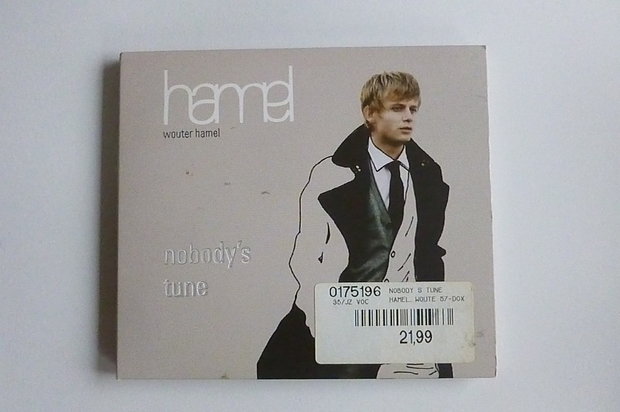 hamel
wouter hamel
nobody's
tune
0175196 NOBODY S TUNE
35/JZ VOC HAMEL, WOUTE 57-DOX
21,99